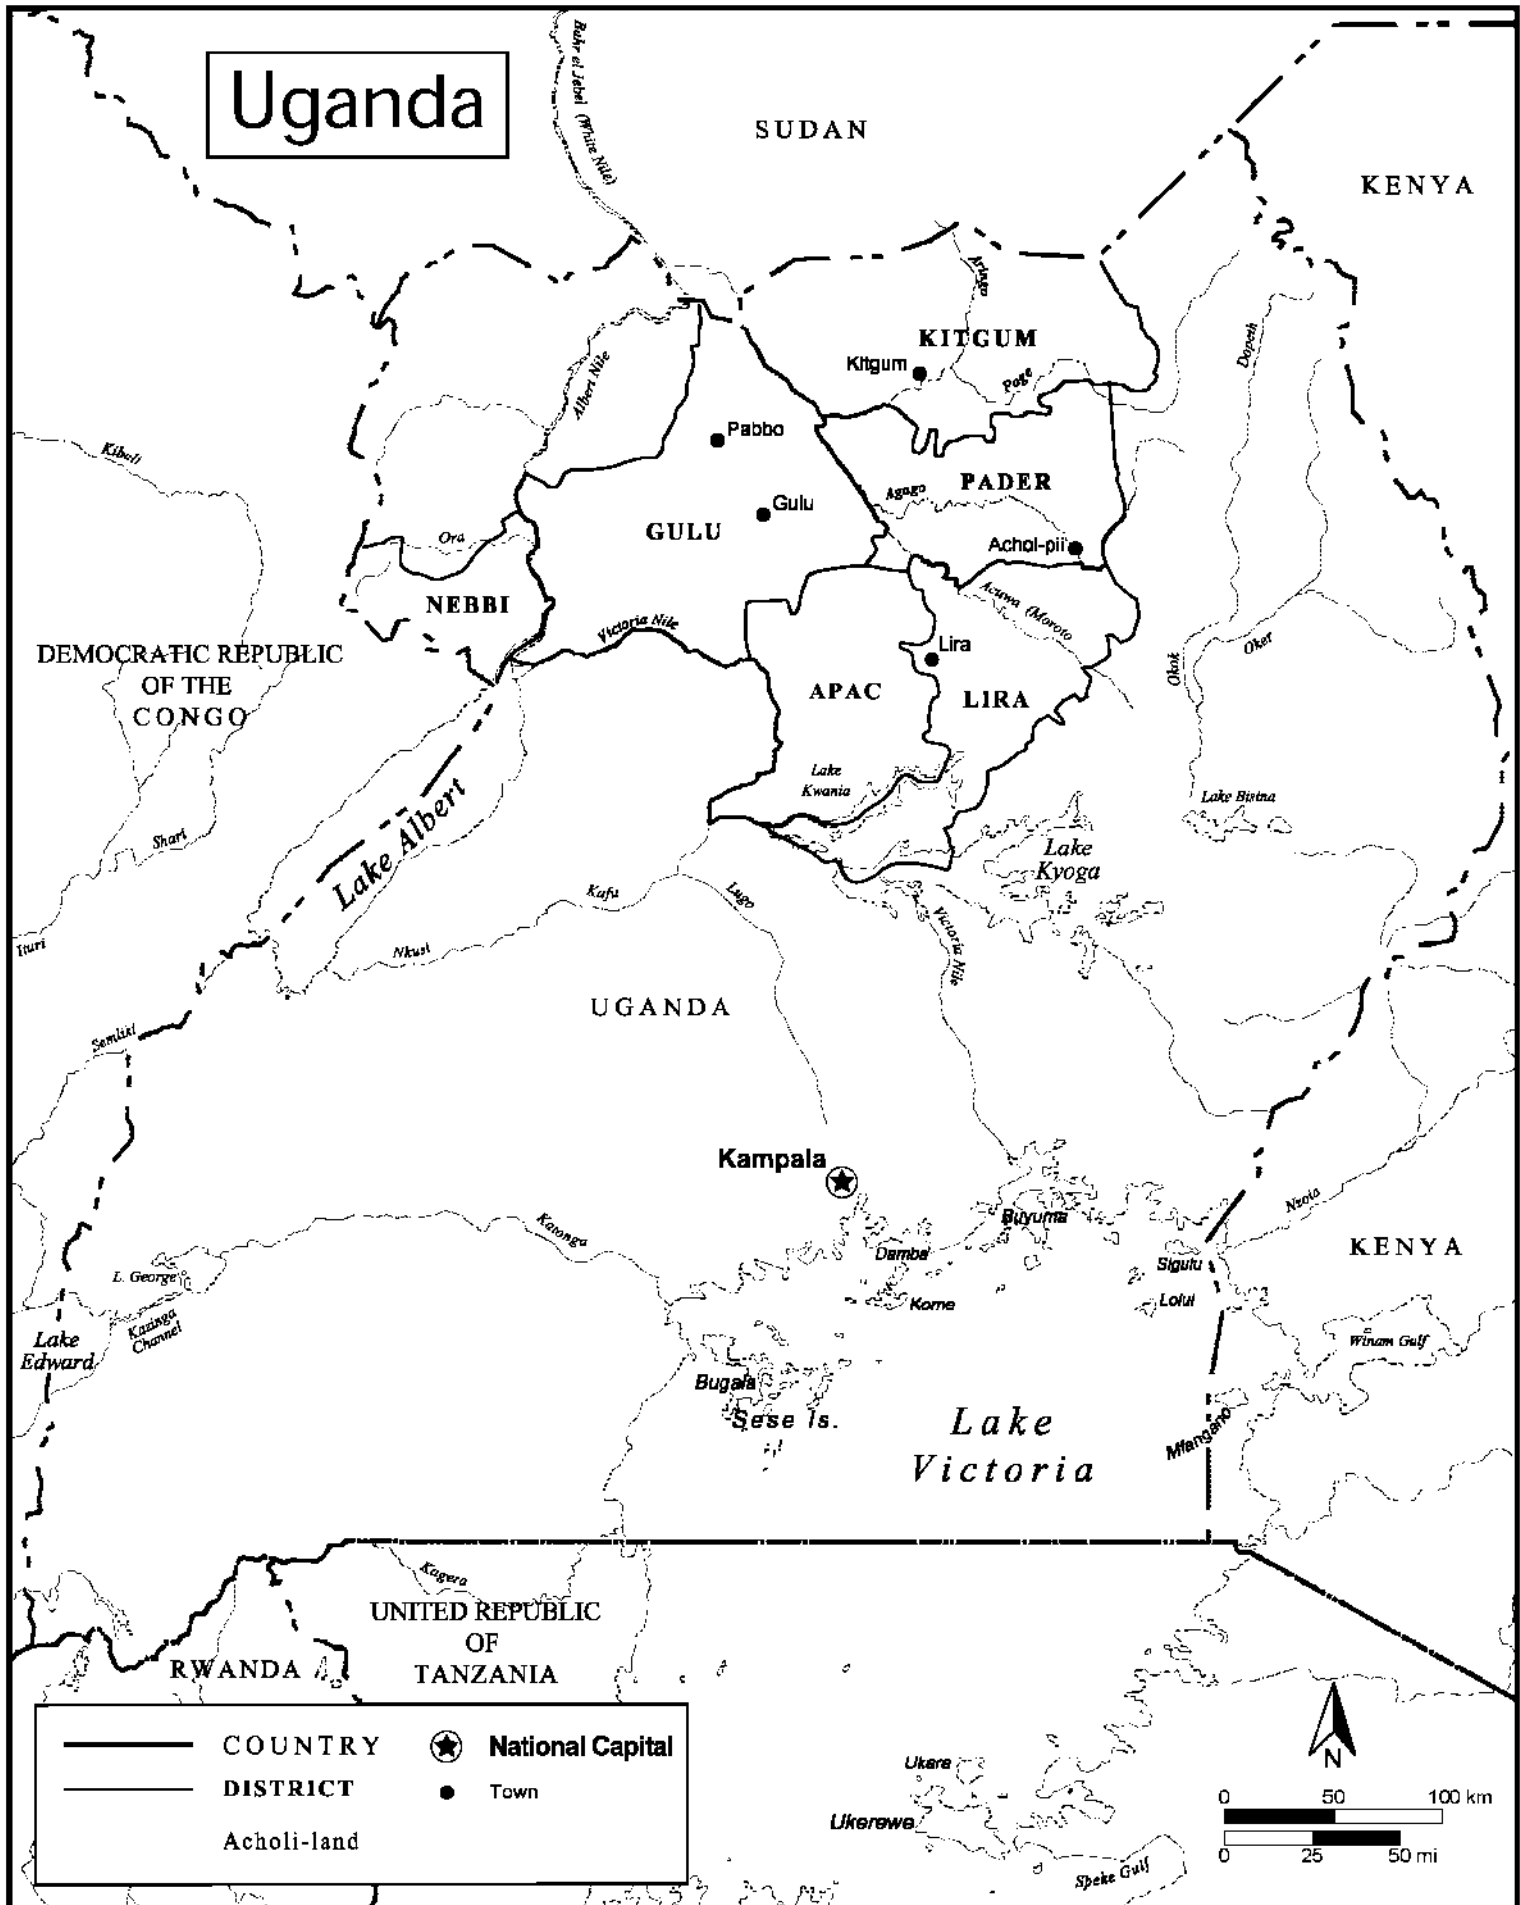 Uganda
Bahr el Jebel (White Nile)
SUDAN
KENYA
Aringa
KITGUM
Kitgum
Poge
Dopeth
Albert Nile
Pabbo
Kibali
PADER
Agago
Gulu
GULU
Achol-pii
Ora
NEBBI
Acuwa (Moroto
Victoria Nile
Lira
Okok
Oker
DEMOCRATIC REPUBLIC
OF THE
CONGO
APAC
LIRA
Lake
Kwania
Lake Bisina
Lake Albert
Shari
Lake
Kyoga
Kafu
Lugo
Victoria Nile
Ituri
Nkusi
UGANDA
Semliki
Kampala
Buyuma
Nzoia
Katonga
Damba
KENYA
Sigulu
L. George
Kome
Lolui
Kazinga
Channel
Lake
Edward
Winam Gulf
Bugala
Sese Is.
Lake
Victoria
Mfangano
Kagera
UNITED REPUBLIC
OF
TANZANIA
RWANDA
COUNTRY
National Capital
DISTRICT
Town
Acholi-land
Ukara
Ukerewe
Speke Gulf
N
0 50 100 km
0 25 50 mi